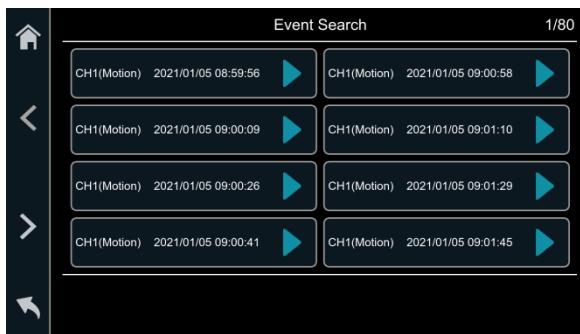 Event Search 1/80
CH1(Motion) 2021/01/05 08:59:56
CH1(Motion) 2021/01/05 09:00:58
CH1(Motion) 2021/01/05 09:00:09
CH1(Motion) 2021/01/05 09:01:10
CH1(Motion) 2021/01/05 09:00:26
CH1(Motion) 2021/01/05 09:01:29
CH1(Motion) 2021/01/05 09:00:41
CH1(Motion) 2021/01/05 09:01:45